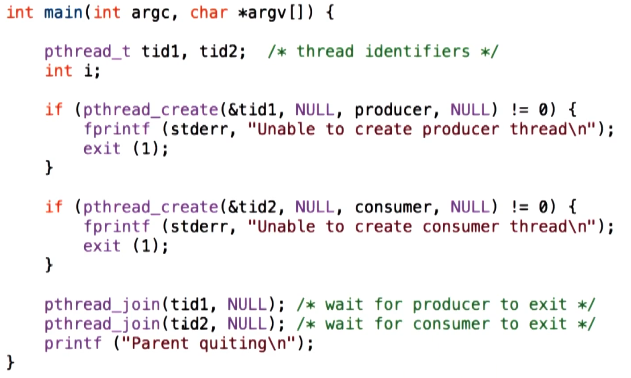 int main(int argc, char *argv[]) {
pthread_t tid1, tid2;  /* thread identifiers */
int i;
if (pthread_create(&tid1, NULL, producer, NULL) != 0) {
fprintf (stderr, "Unable to create producer thread\n");
exit (1);
}
if (pthread_create(&tid2, NULL, consumer, NULL) != 0) {
fprintf (stderr, "Unable to create consumer thread\n");
exit (1);
}
pthread_join(tid1, NULL); /* wait for producer to exit */
pthread_join(tid2, NULL); /* wait for consumer to exit */
printf ("Parent quiting\n");
}